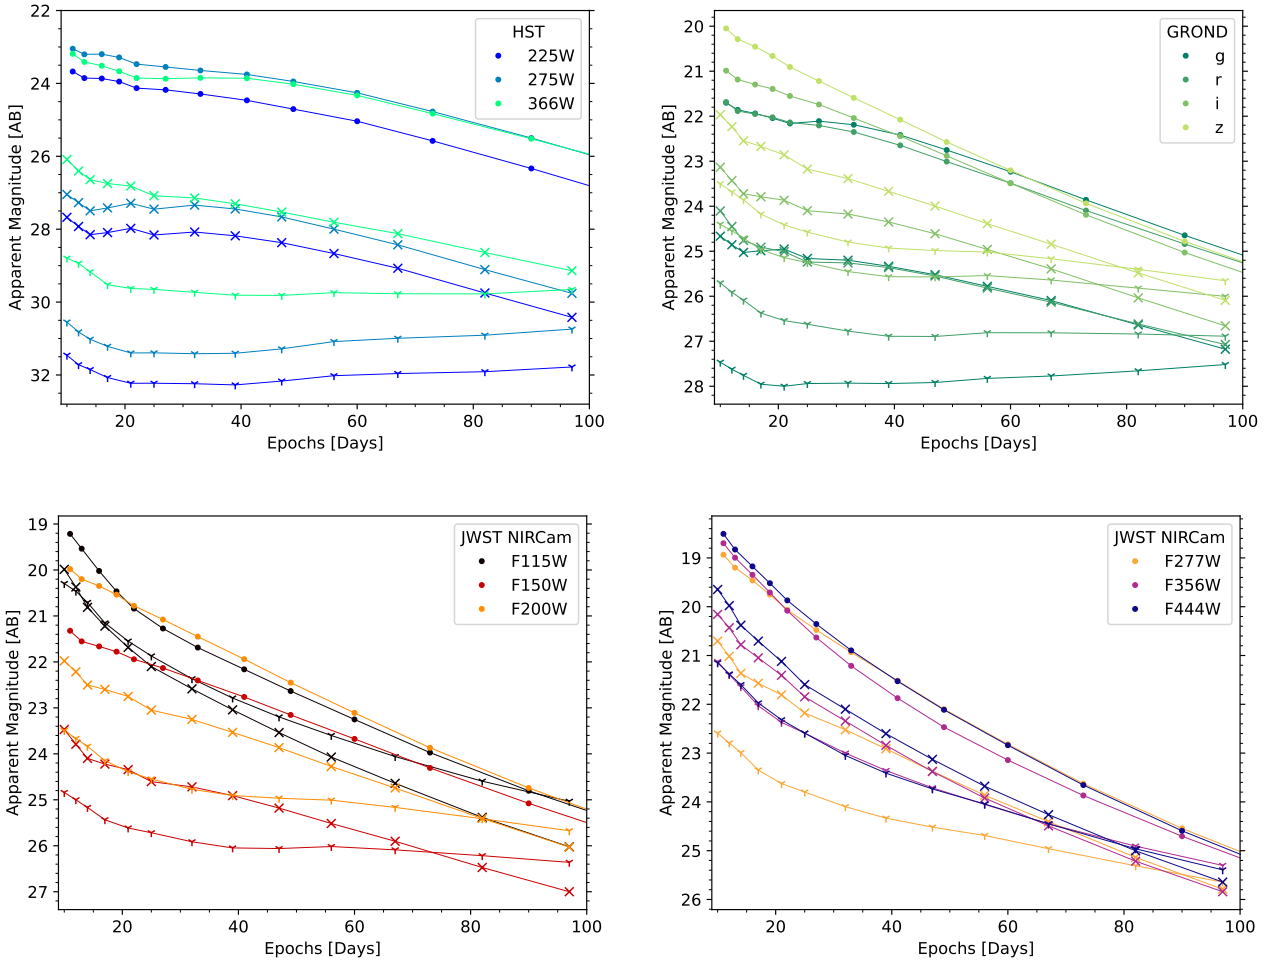 22
24
26
28
30
32
Apparent Magnitude [AB]
HST
225W
275W
366W
20
40
60
80
100
Epochs [Days]
20
21
22
23
24
25
26
27
28
Apparent Magnitude [AB]
GROND
g
r
i
z
20
40
60
80
100
Epochs [Days]
19
20
21
22
23
24
25
26
27
Apparent Magnitude [AB]
JWST NIRCam
F115W
F150W
F200W
20
40
60
80
100
Epochs [Days]
19
20
21
22
23
24
25
26
Apparent Magnitude [AB]
JWST NIRCam
F277W
F356W
F444W
20
40
60
80
100
Epochs [Days]